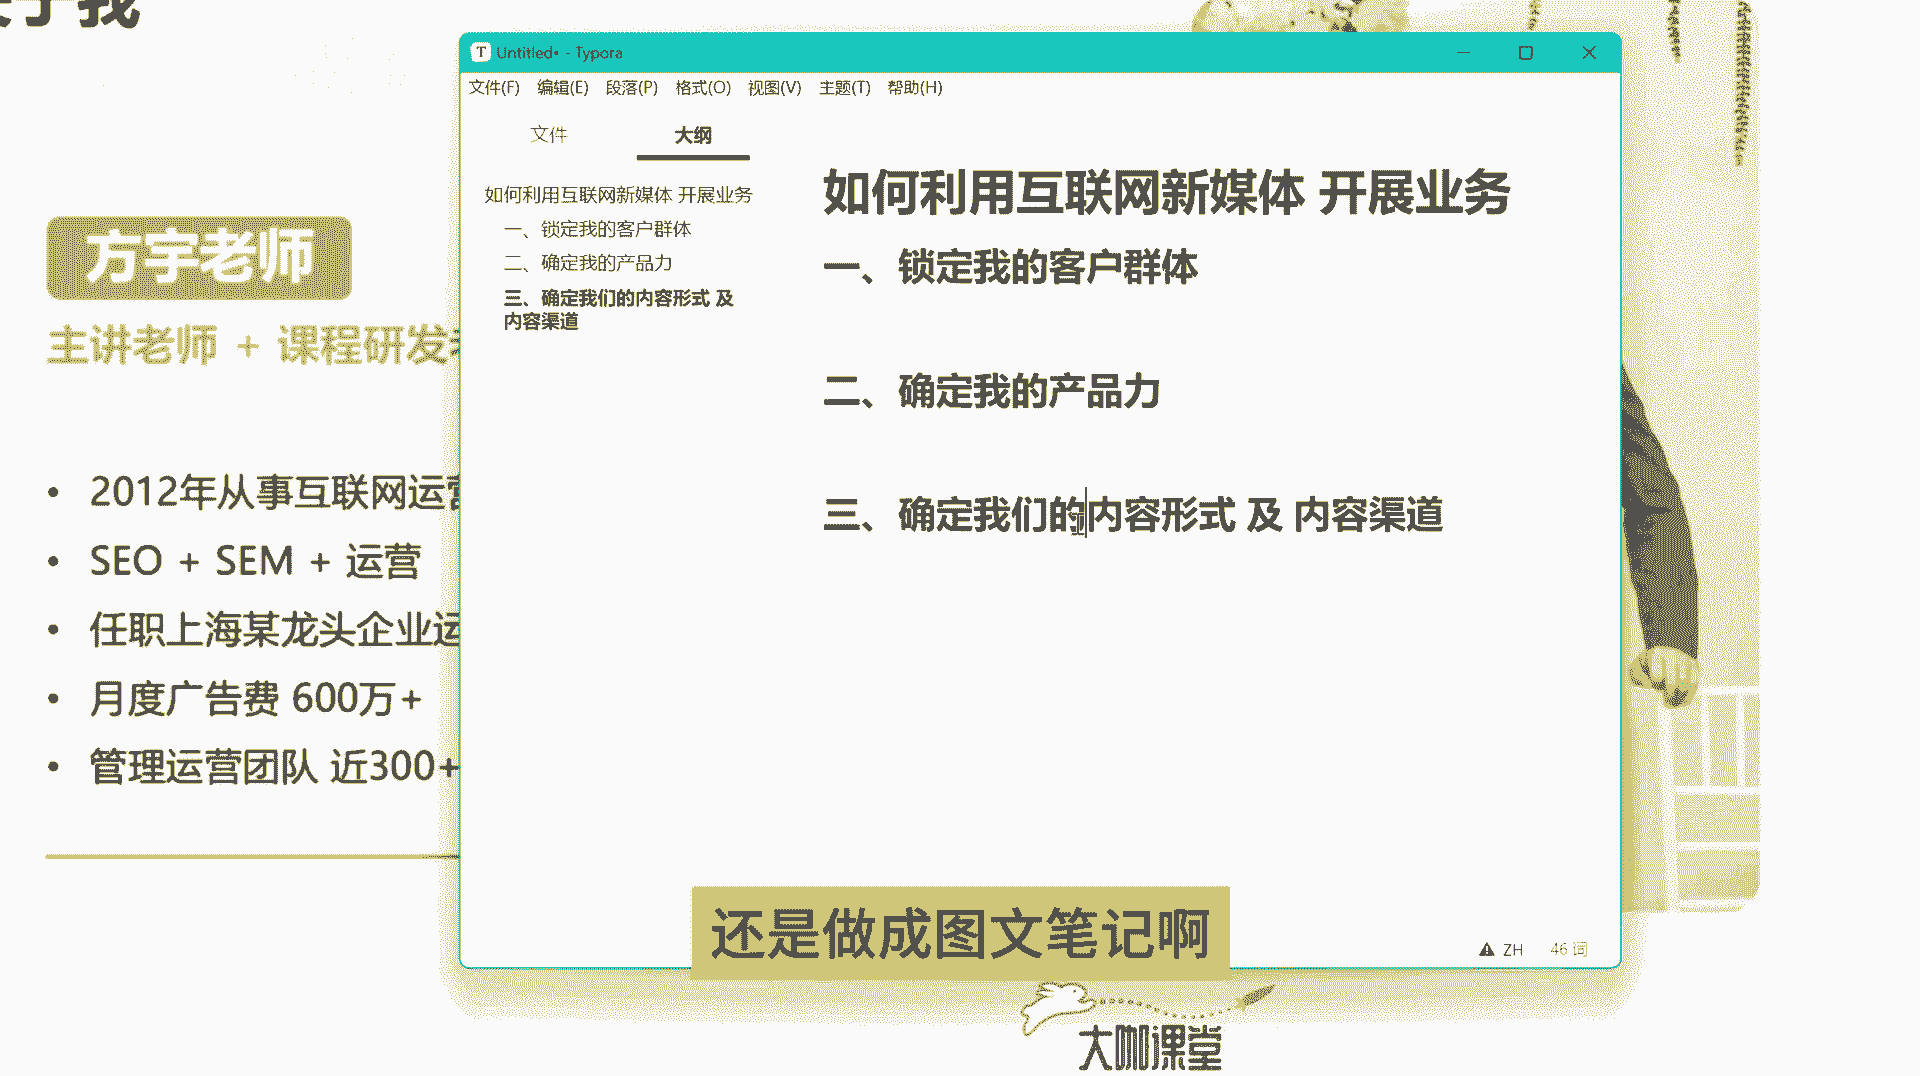 于我
方宇老师
主讲老师 + 课程研发
2012年从事互联网运营
SEO + SEM + 运营
任职上海某龙头企业运
月度广告费 600万+
管理运营团队 近300+
Untitled• - Typora
文件(F) 编辑(E) 段落(P) 格式(O) 视图(V) 主题(T) 帮助(H)
文件 大纲
如何利用互联网新媒体 开展业务
一、锁定我的客户群体
二、确定我的产品力
三、确定我们的内容形式 及
内容渠道
如何利用互联网新媒体 开展业务
一、锁定我的客户群体
二、确定我的产品力
三、确定我们的内容形式 及 内容渠道
ZH 46 词
还是做成图文笔记啊
大咖课堂